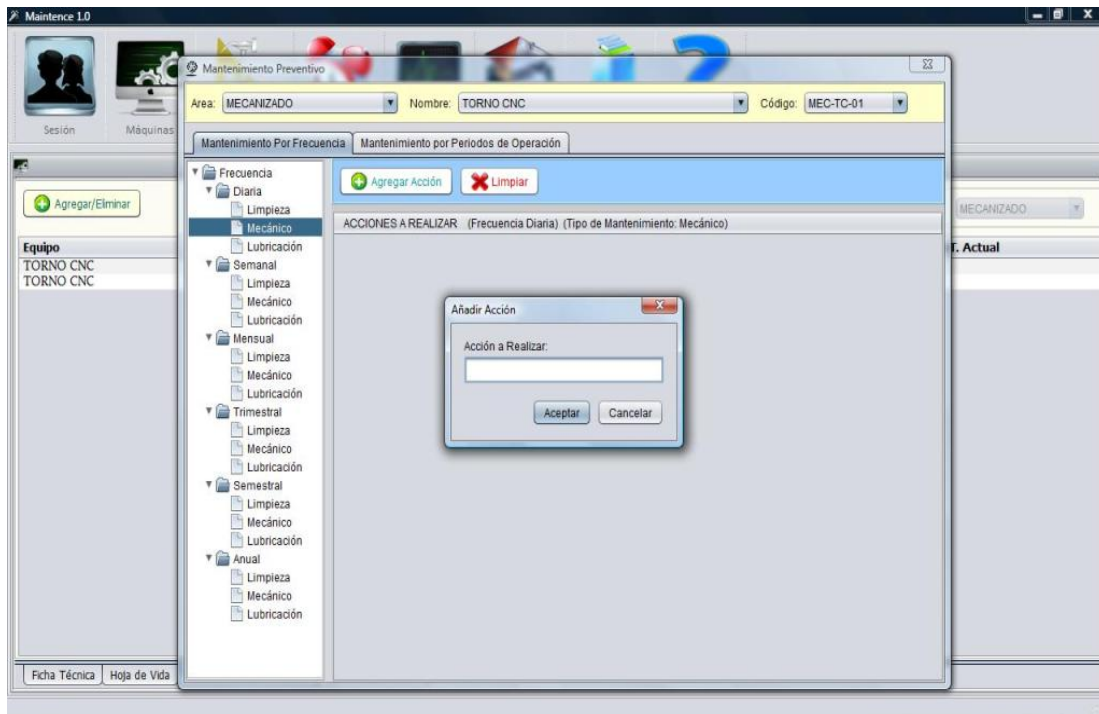 Maintence 1.0
Sesión
Máquinas
Mantenimiento Preventivo
Area: MECANIZADO Nombre: TORNO CNC Código: MEC-TC-01
Mantenimiento Por Frecuencia Mantenimiento por Periodos de Operación
Agregar/Eliminar
MECANIZADO
Equipo
T. Actual
TORNO CNC
TORNO CNC
Frecuencia
Diaria
Limpieza
Mecánico
Lubricación
Semanal
Limpieza
Mecánico
Lubricación
Mensual
Limpieza
Mecánico
Lubricación
Trimestral
Limpieza
Mecánico
Lubricación
Semestral
Limpieza
Mecánico
Lubricación
Anual
Limpieza
Mecánico
Lubricación
Agregar Acción Limpiar
ACCIONES A REALIZAR (Frecuencia Diaria) (Tipo de Mantenimiento: Mecánico)
Añadir Acción
Acción a Realizar:
Aceptar Cancelar
Ficha Técnica Hoja de Vida